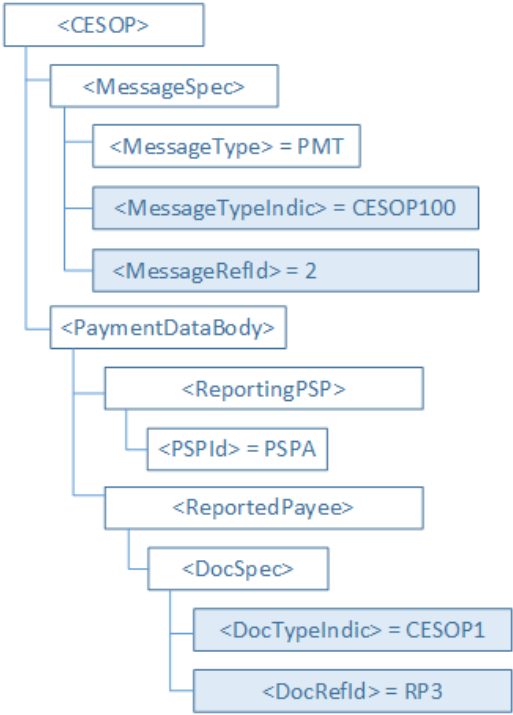 <CESOP>
<MessageSpec>
<MessageType> = PMT
<MessageTypeIndic> = CESOP100
<MessageRefId> = 2
<PaymentDataBody>
<ReportingPSP>
<PSPId> = PSPA
<ReportedPayee>
<DocSpec>
<DocTypeIndic> = CESOP1
<DocRefId> = RP3